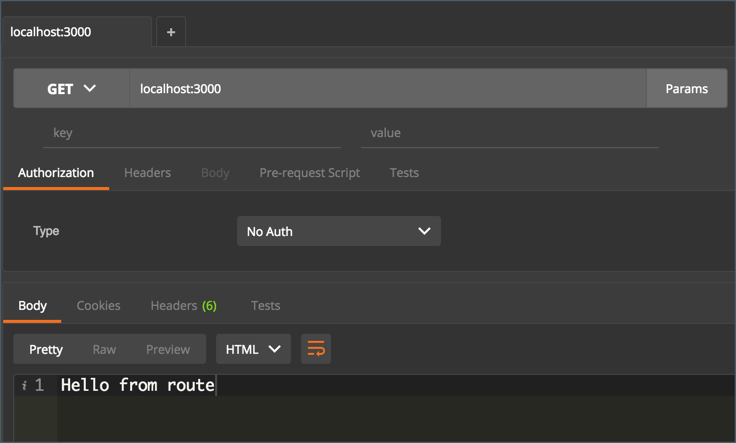 localhost:3000 +
GET localhost:3000 Params
key value
Authorization Headers Body Pre-request Script Tests
Type No Auth
Body Cookies Headers (6) Tests
Pretty Raw Preview HTML
i 1 Hello from route